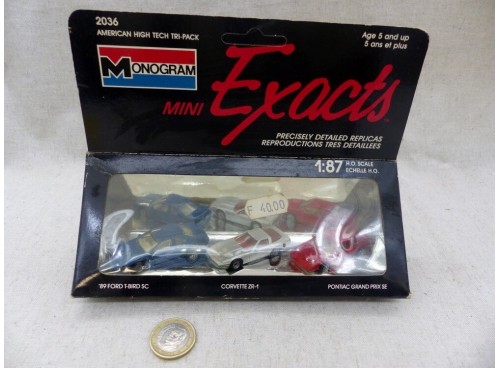 2036
AMERICAN HIGH TECH TRI-PACK
Age 5 and up
5 ans et plus
MONOGRAM
MINI Exacts
PRECISELY DETAILED REPLICAS
REPRODUCTIONS TRES DETAILLEES
1:87 H.O. SCALE
ECHELLE H.O.
F 40.00
'89 FORD T-BIRD SC
CORVETTE ZR-1
PONTIAC GRAND PRIX SE